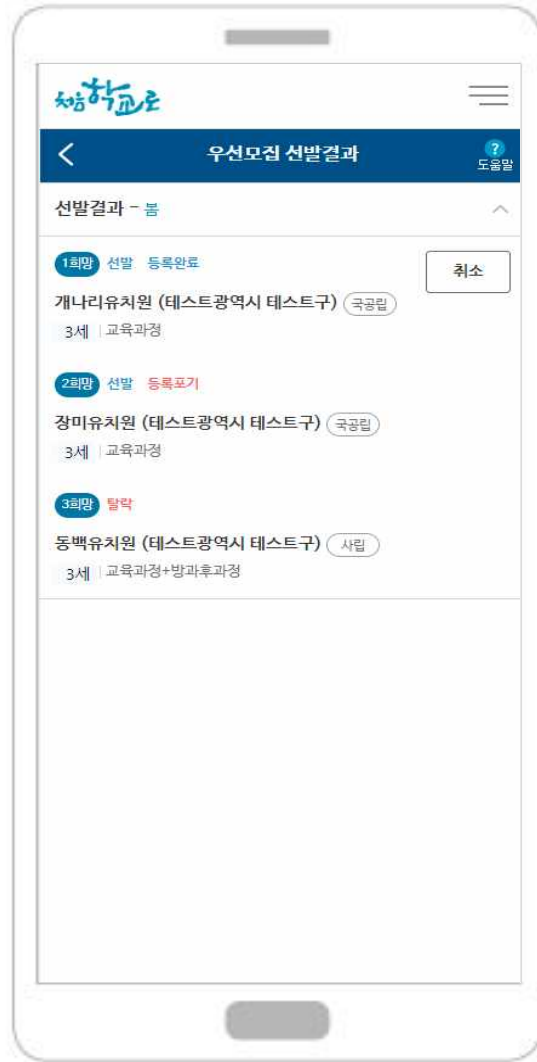 처음학교로
우선모집 선발결과
?
도움말
선발결과 - 봄
1희망 선발 등록완료
취소
개나리유치원 (테스트광역시 테스트구) 국공립
3세 | 교육과정
2희망 선발 등록포기
장미유치원 (테스트광역시 테스트구) 국공립
3세 | 교육과정
3희망 탈락
동백유치원 (테스트광역시 테스트구) 사립
3세 | 교육과정+방과후과정